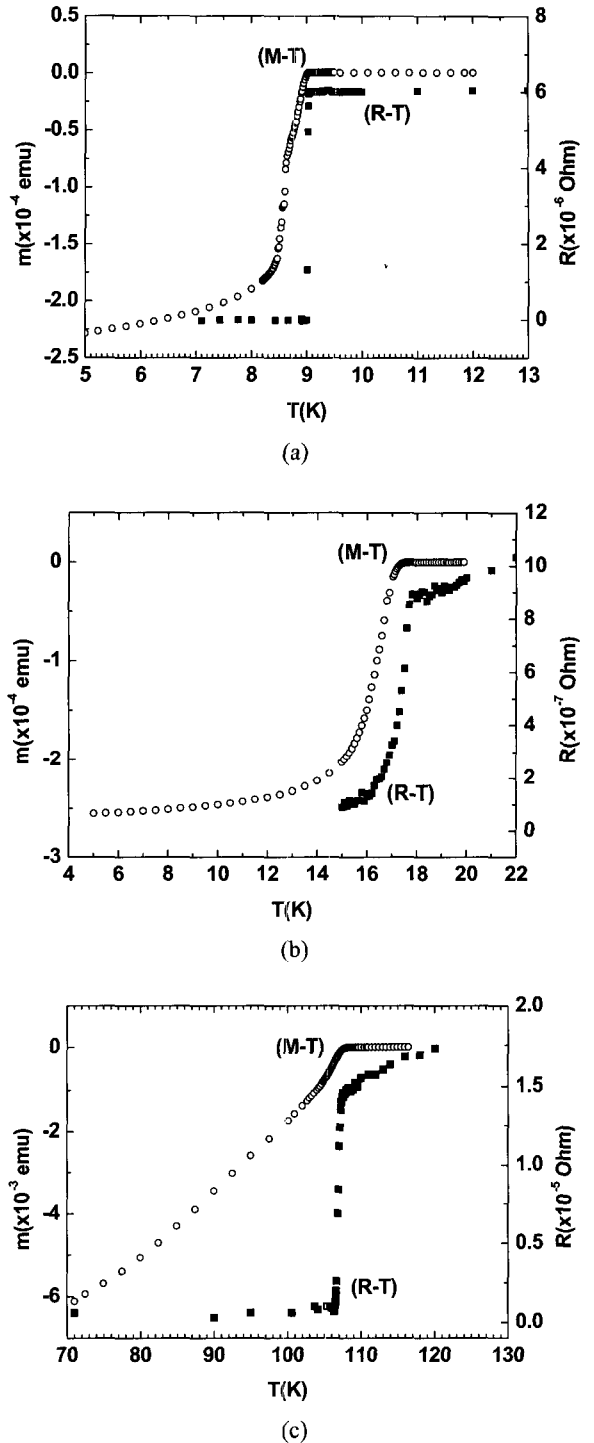 0.5
0.0
-0.5
-1.0
-1.5
-2.0
-2.5
m(x10⁻⁴ emu)
(M-T)
(R-T)
8
6
4
2
0
R(x10⁻⁶ Ohm)
5 6 7 8 9 10 11 12 13
T(K)
(a)
0
-1
-2
-3
m(x10⁻⁴ emu)
(M-T)
(R-T)
12
10
8
6
4
2
0
R(x10⁻⁷ Ohm)
4 6 8 10 12 14 16 18 20 22
T(K)
(b)
0
-2
-4
-6
m(x10⁻³ emu)
(M-T)
(R-T)
2.0
1.5
1.0
0.5
0.0
R(x10⁻⁵ Ohm)
70 80 90 100 110 120 130
T(K)
(c)